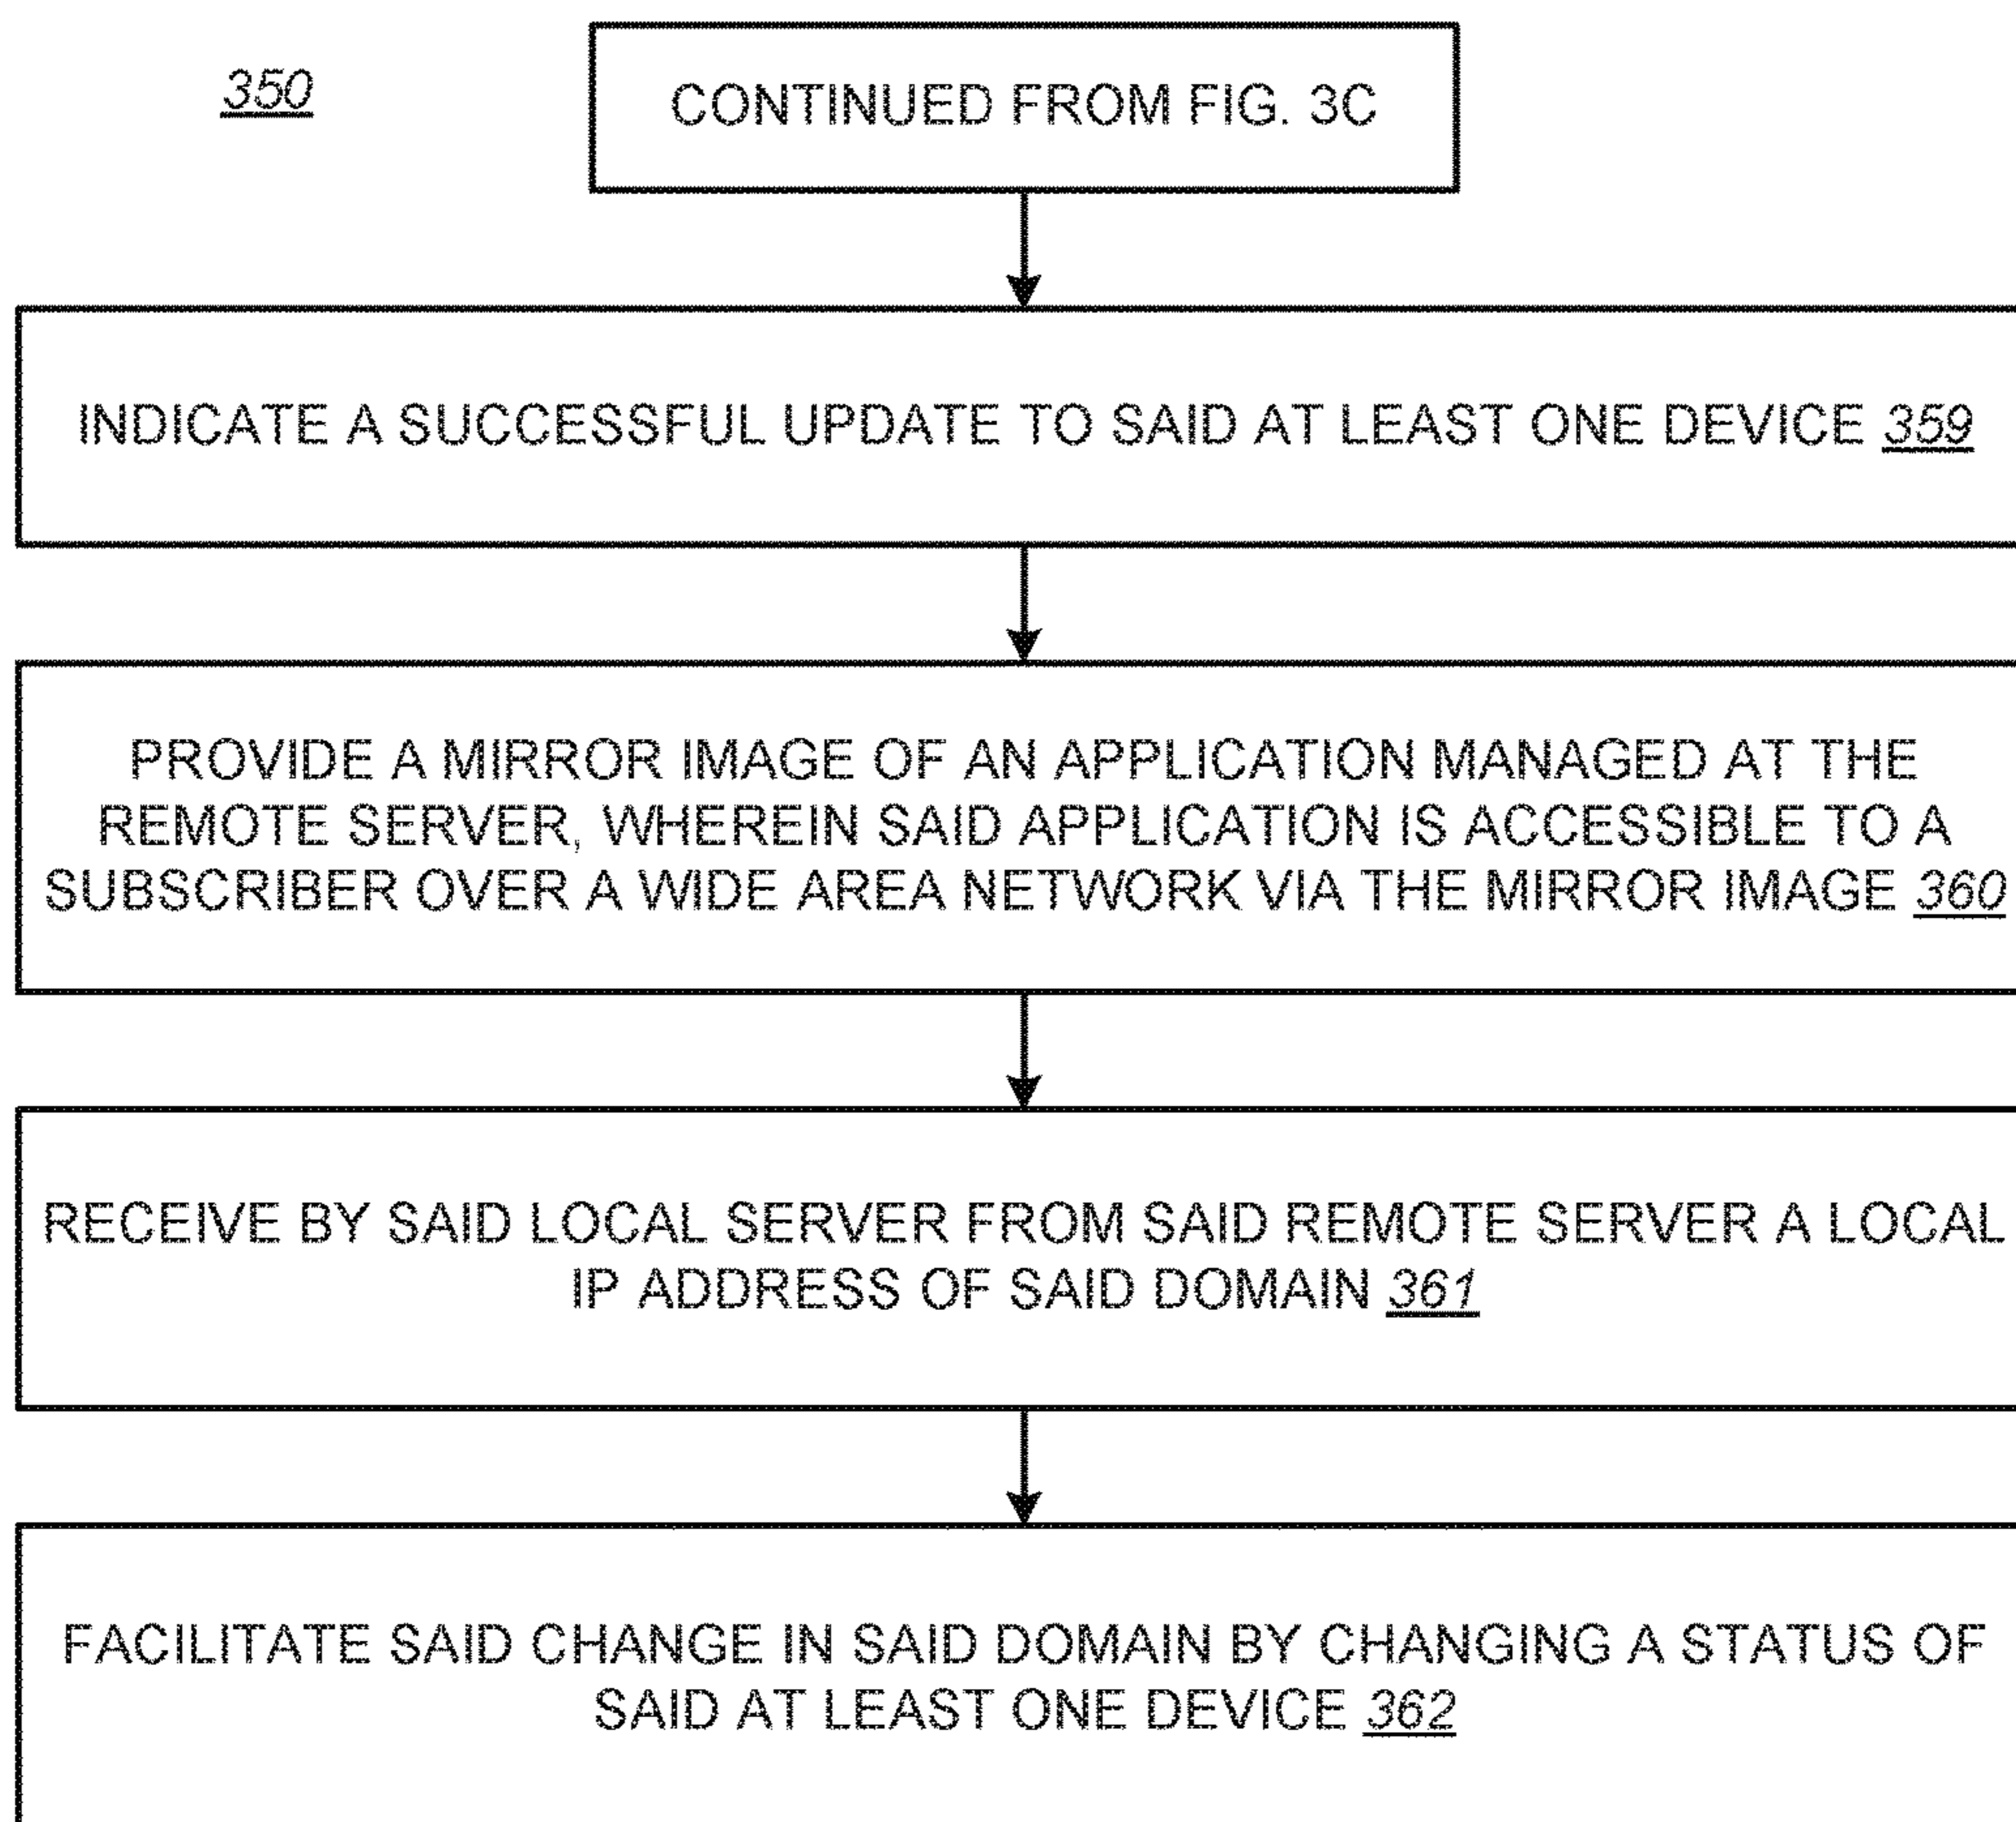 350
CONTINUED FROM FIG. 3C
INDICATE A SUCCESSFUL UPDATE TO SAID AT LEAST ONE DEVICE 359
PROVIDE A MIRROR IMAGE OF AN APPLICATION MANAGED AT THE
REMOTE SERVER, WHEREIN SAID APPLICATION IS ACCESSIBLE TO A
SUBSCRIBER OVER A WIDE AREA NETWORK VIA THE MIRROR IMAGE 360
RECEIVE BY SAID LOCAL SERVER FROM SAID REMOTE SERVER A LOCAL
IP ADDRESS OF SAID DOMAIN 361
FACILITATE SAID CHANGE IN SAID DOMAIN BY CHANGING A STATUS OF
SAID AT LEAST ONE DEVICE 362